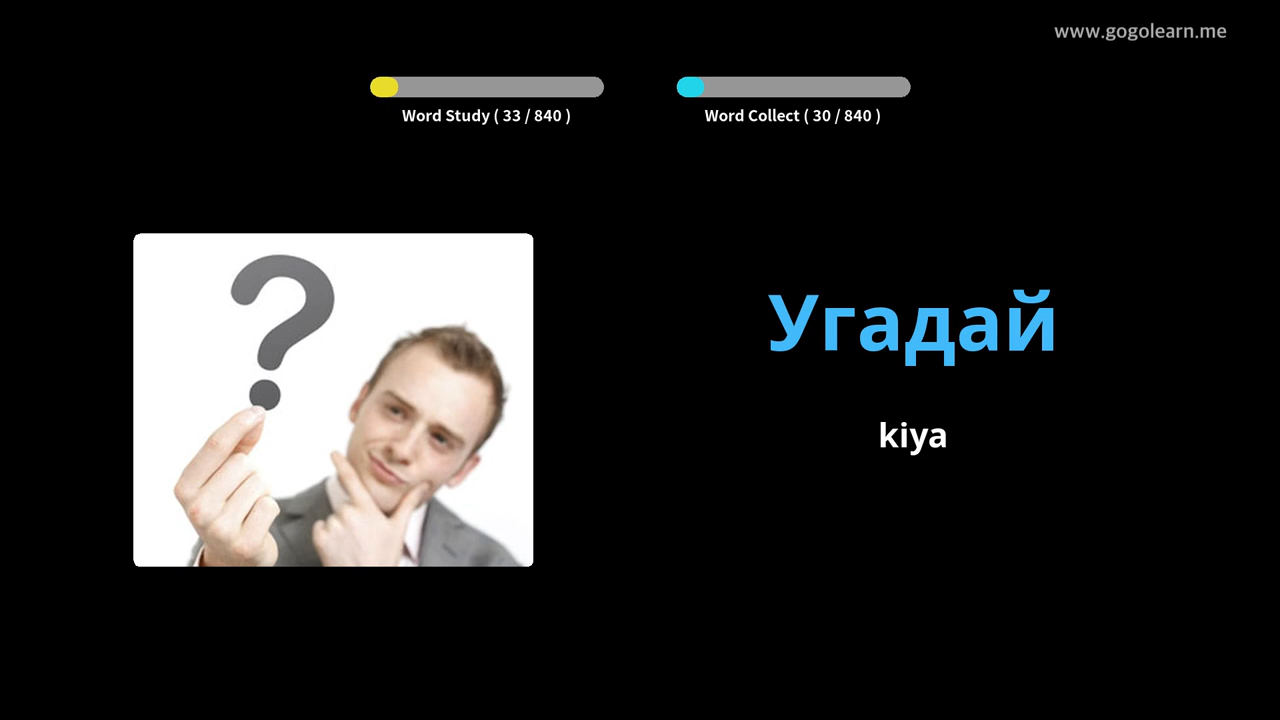 www.gogolearn.me
Word Study ( 33 / 840 )
Word Collect ( 30 / 840 )
?
Угадай
kiya